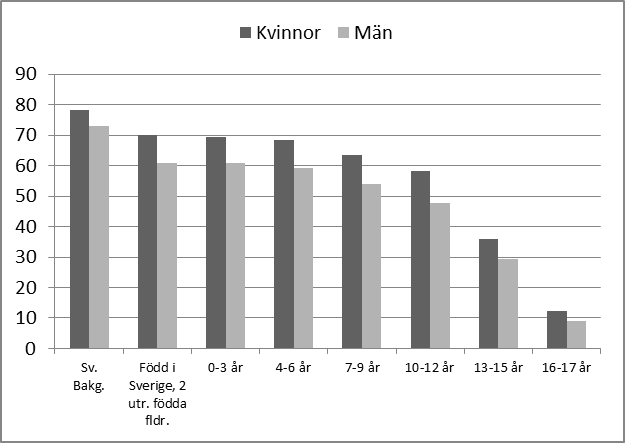 Kvinnor Män
90
80
70
60
50
40
30
20
10
0
Sv. Bakg.
Född i Sverige, 2 utr. födda fldr.
0-3 år
4-6 år
7-9 år
10-12 år
13-15 år
16-17 år